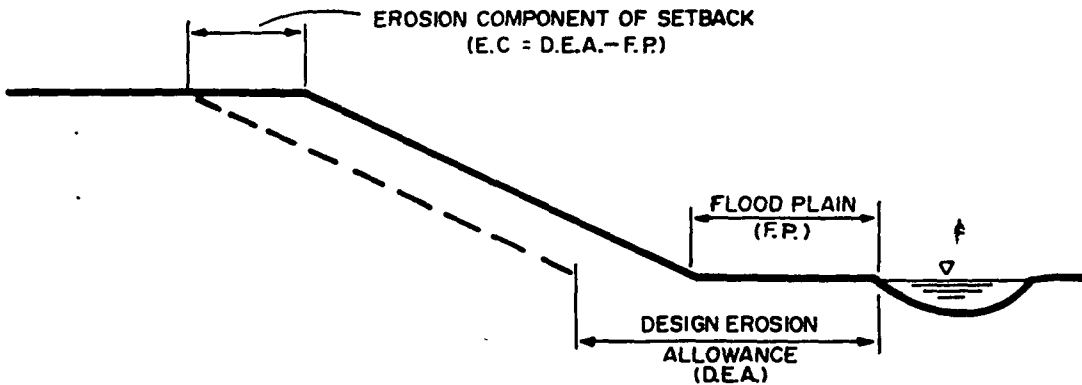 EROSION COMPONENT OF SETBACK
(E.C = D.E.A.-F.P.)
FLOOD PLAIN
(F.P.)
DESIGN EROSION
ALLOWANCE
(D.E.A.)